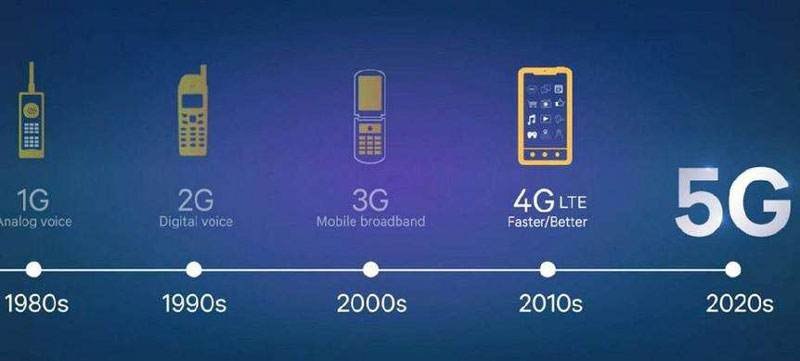 1G
Analog voice
1980s
2G
Digital voice
1990s
3G
Mobile broadband
2000s
4G LTE
Faster/Better
2010s
5G
2020s